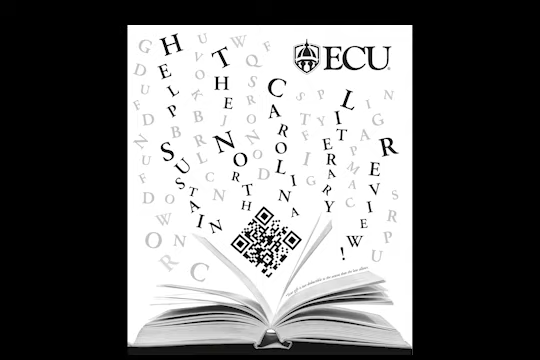 ECU
HELP SUSTAIN
THE NORTH
CAROLINA
LITERARY
REVIEW!